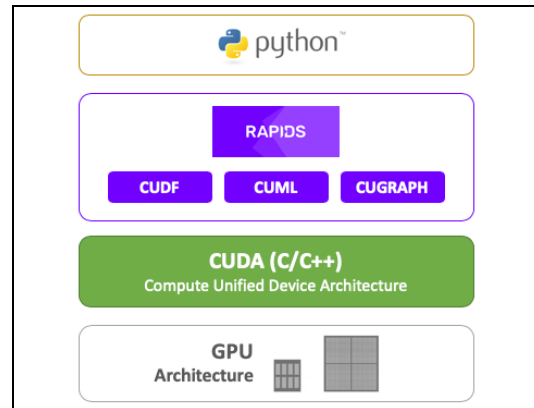 python™
RAPIDS
CUDF CUML CUGRAPH
CUDA (C/C++)
Compute Unified Device Architecture
GPU
Architecture